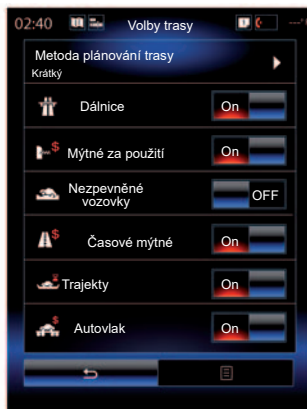 02:40 Volby trasy
Metoda plánování trasy
Krátký
Dálnice On
$ Mýtné za použití On
Nezpevněné
vozovky OFF
$ Časové mýtné On
Trajekty On
$ Autovlak On